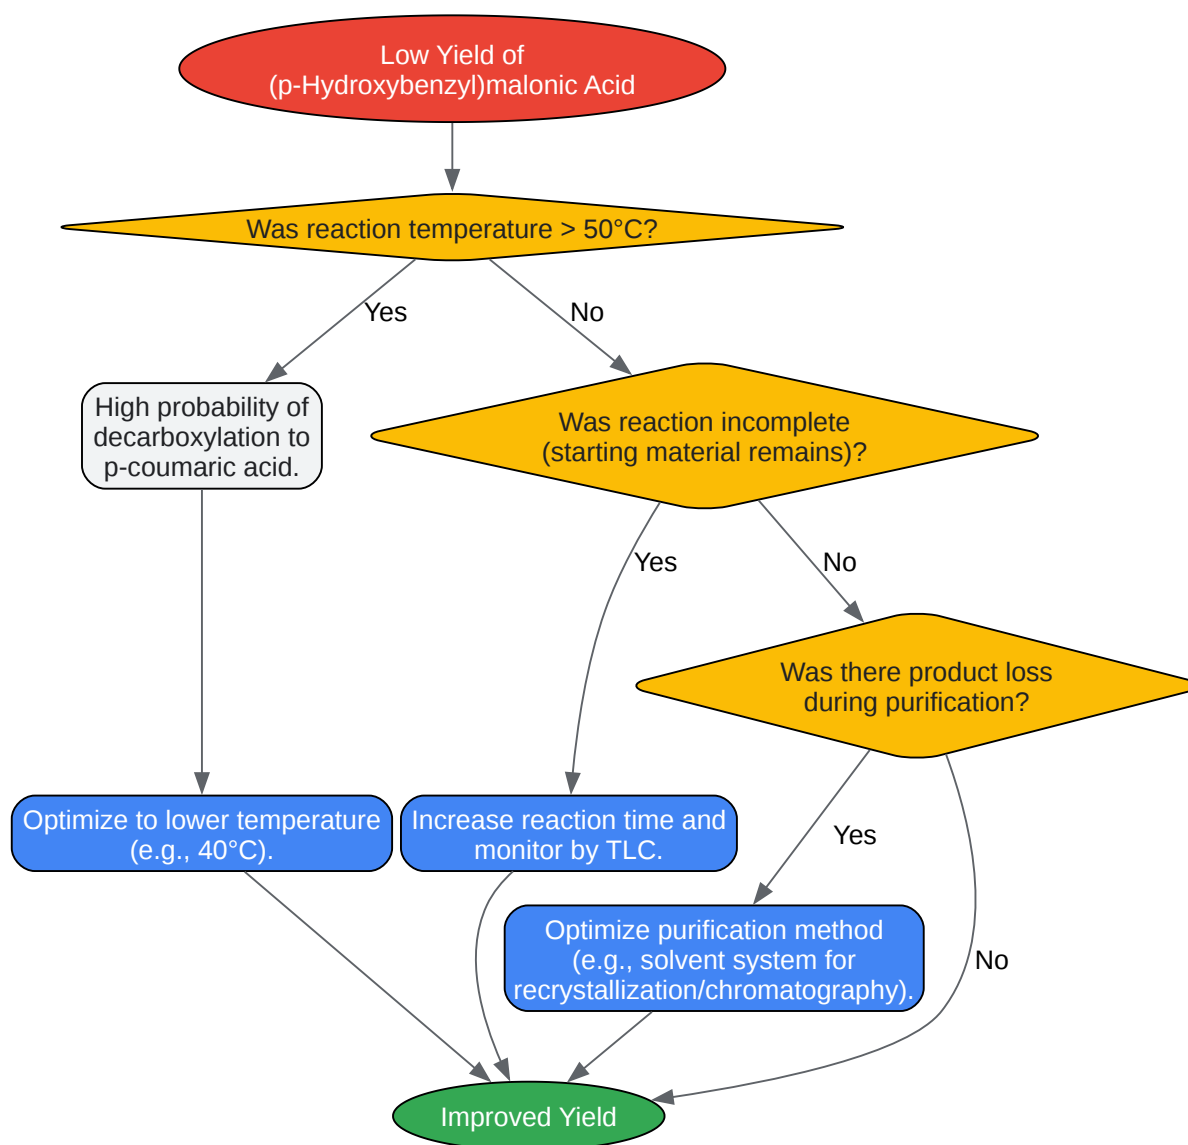 Low Yield of
(p-Hydroxybenzyl)malonic Acid
Was reaction temperature > 50°C?
Yes
No
High probability of
decarboxylation to
p-coumaric acid.
Was reaction incomplete
(starting material remains)?
Yes
No
Was there product loss
during purification?
Optimize to lower temperature
(e.g., 40°C).
Increase reaction time and
monitor by TLC.
Yes
No
Optimize purification method
(e.g., solvent system for
recrystallization/chromatography).
Improved Yield